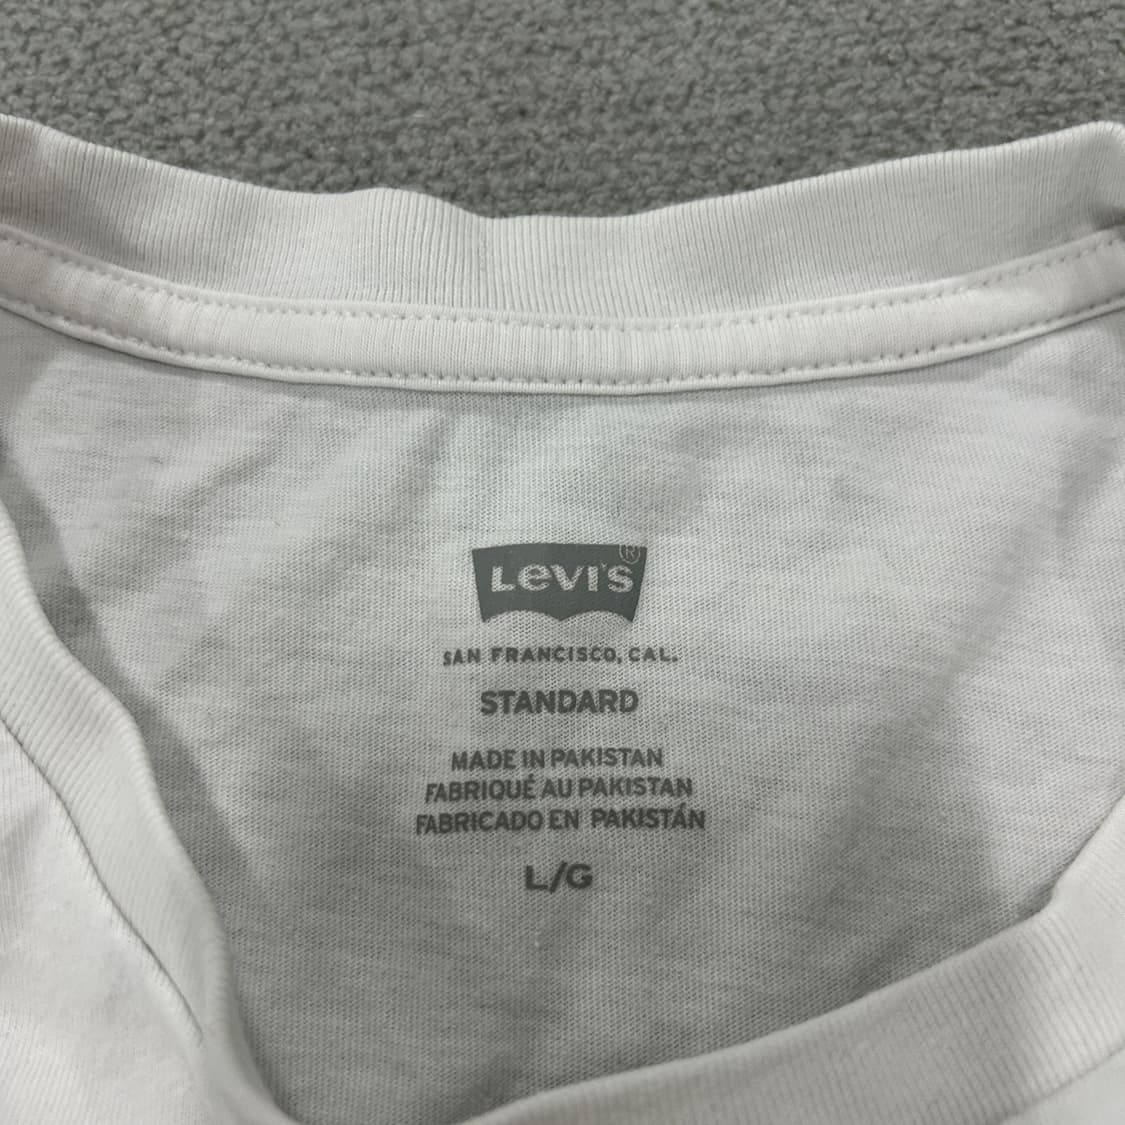 LEVI'S®
SAN FRANCISCO, CAL.
STANDARD
MADE IN PAKISTAN
FABRIQUÉ AU PAKISTAN
FABRICADO EN PAKISTÁN
L/G